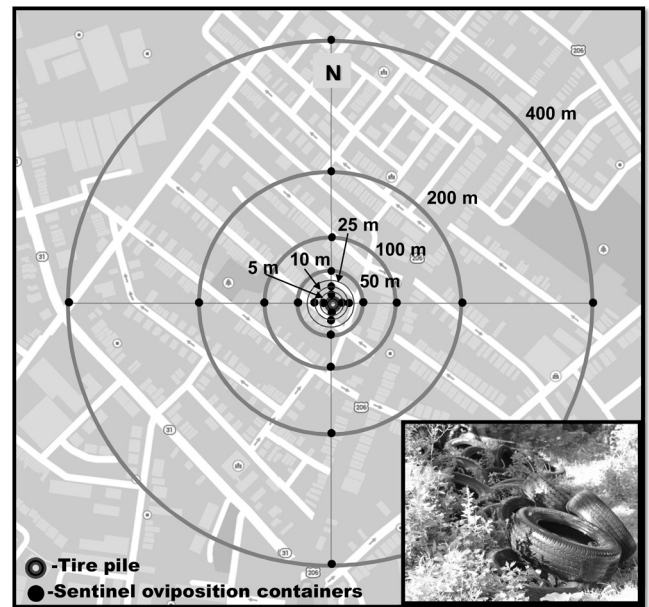 N
206
400 m
200 m
25 m
100 m
206
10 m
5 m
50 m
31
206
31
31
206
-Tire pile
-Sentinel oviposition containers